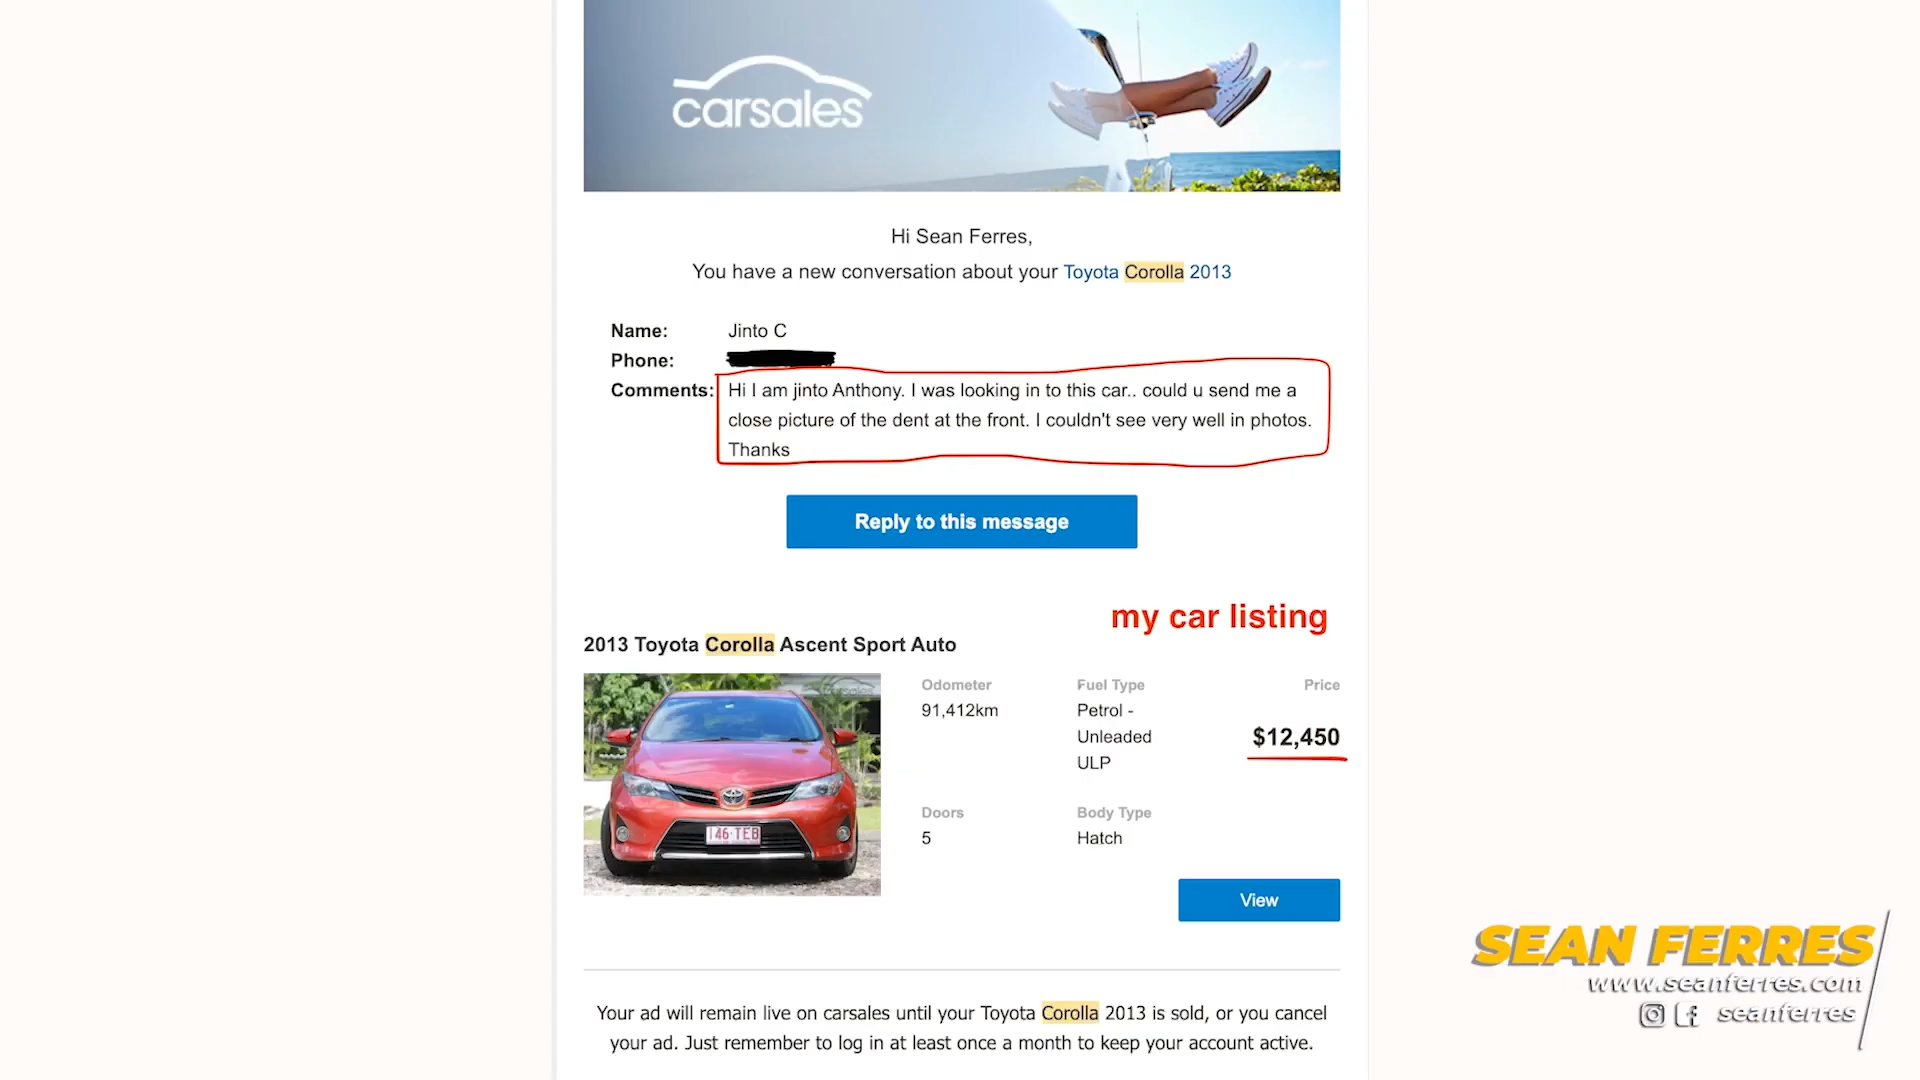 carsales
Hi Sean Ferres,
You have a new conversation about your Toyota Corolla 2013
Name: Jinto C
Phone:
Comments: Hi I am jinto Anthony. I was looking in to this car.. could u send me a
close picture of the dent at the front. I couldn't see very well in photos.
Thanks
Reply to this message
my car listing
2013 Toyota Corolla Ascent Sport Auto
carsales
146·TEB
Odometer
91,412km
Fuel Type
Petrol -
Unleaded
ULP
Price
$12,450
Doors
5
Body Type
Hatch
View
Your ad will remain live on carsales until your Toyota Corolla 2013 is sold, or you cancel
your ad. Just remember to log in at least once a month to keep your account active.
SEAN FERRES
www.seanferres.com
seanferres